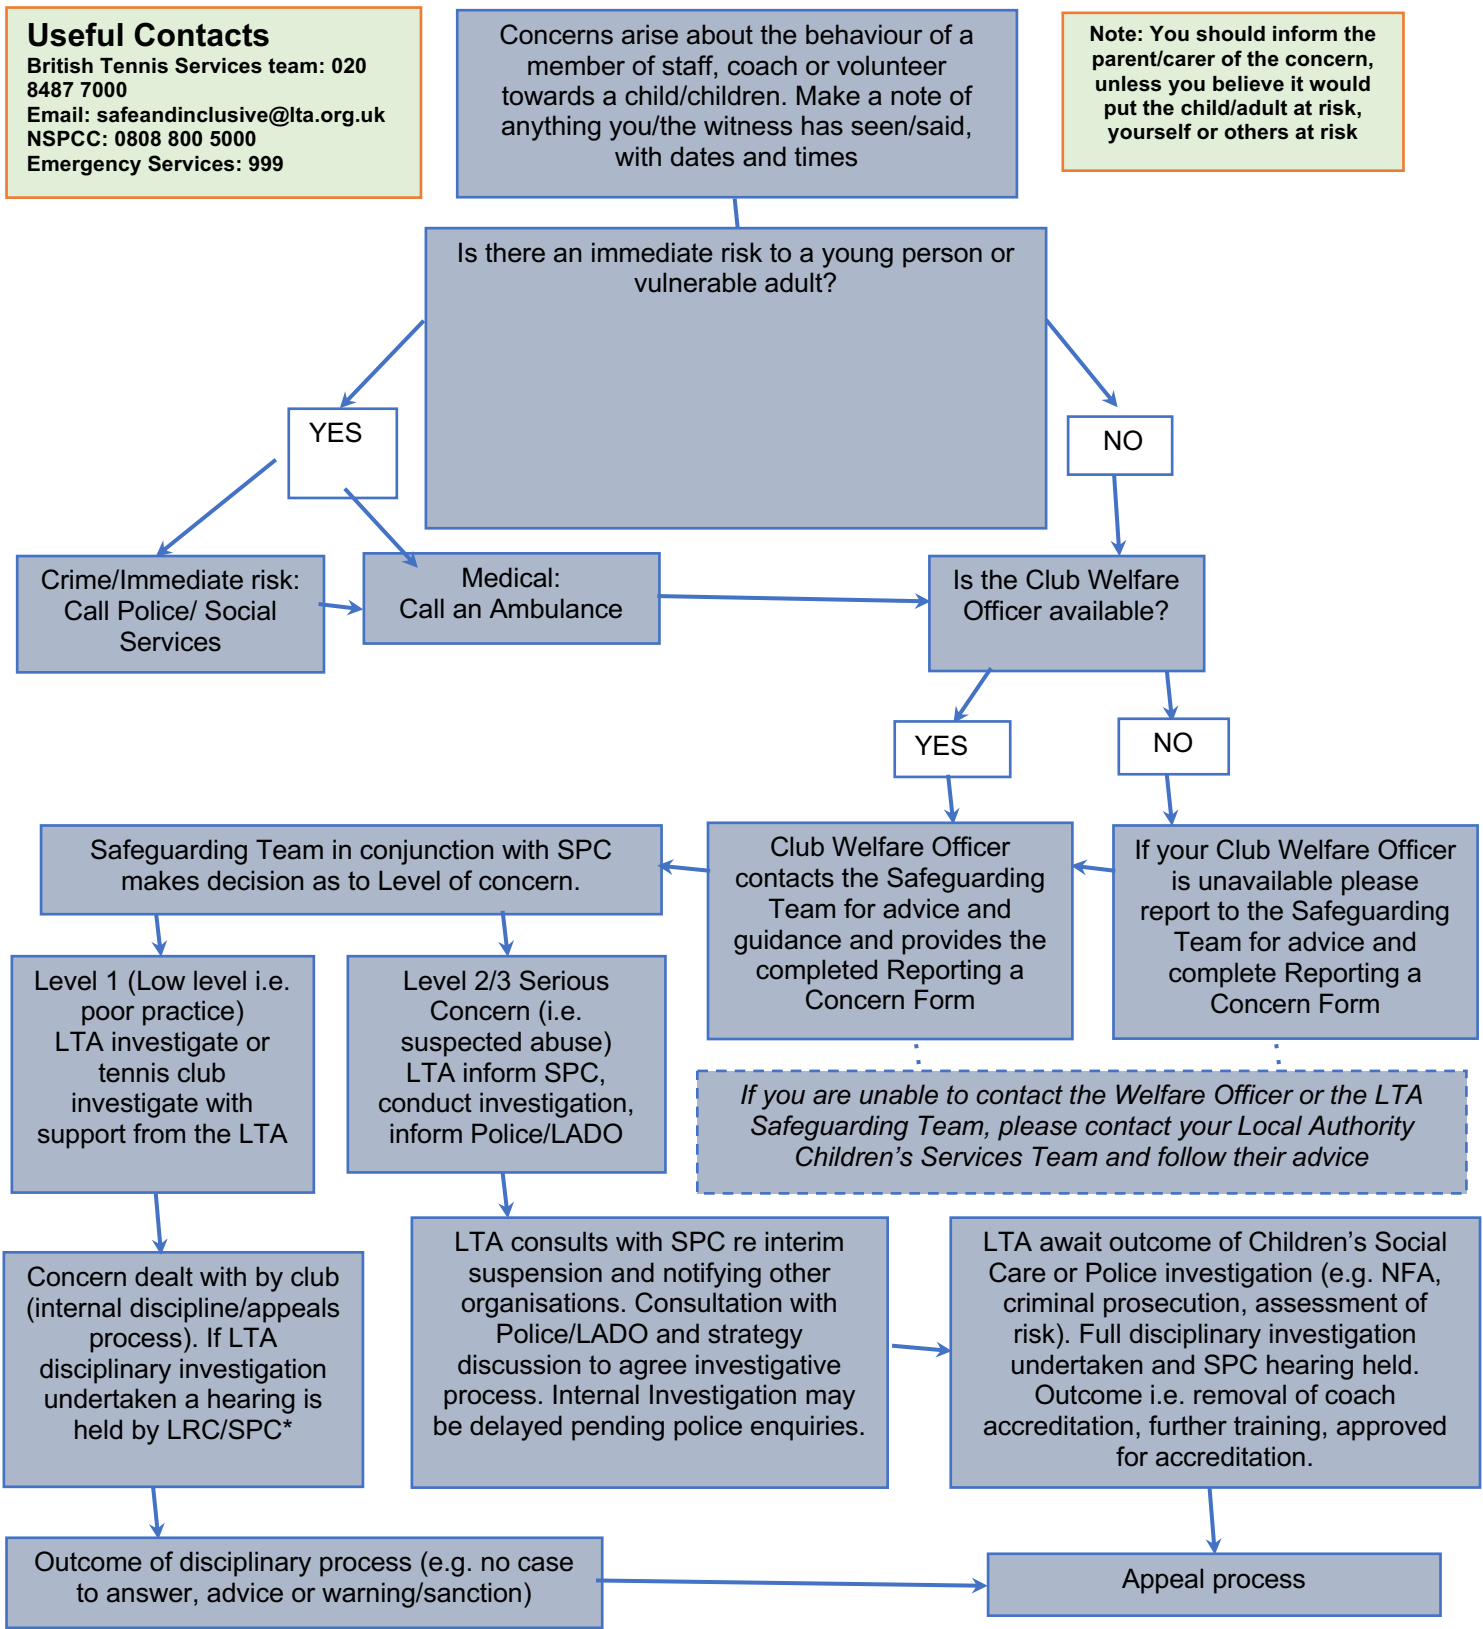 Useful Contacts
British Tennis Services team: 020
8487 7000
Email: safeandinclusive@lta.org.uk
NSPCC: 0808 800 5000
Emergency Services: 999
Concerns arise about the behaviour of a
member of staff, coach or volunteer
towards a child/children. Make a note of
anything you/the witness has seen/said,
with dates and times
Note: You should inform the
parent/carer of the concern,
unless you believe it would
put the child/adult at risk,
yourself or others at risk
Is there an immediate risk to a young person or
vulnerable adult?
YES
NO
Crime/Immediate risk:
Call Police/ Social
Services
Medical:
Call an Ambulance
Is the Club Welfare
Officer available?
YES
NO
Safeguarding Team in conjunction with SPC
makes decision as to Level of concern.
Club Welfare Officer
contacts the Safeguarding
Team for advice and
guidance and provides the
completed Reporting a
Concern Form
If your Club Welfare Officer
is unavailable please
report to the Safeguarding
Team for advice and
complete Reporting a
Concern Form
Level 1 (Low level i.e.
poor practice)
LTA investigate or
tennis club
investigate with
support from the LTA
Level 2/3 Serious
Concern (i.e.
suspected abuse)
LTA inform SPC,
conduct investigation,
inform Police/LADO
If you are unable to contact the Welfare Officer or the LTA
Safeguarding Team, please contact your Local Authority
Children’s Services Team and follow their advice
Concern dealt with by club
(internal discipline/appeals
process). If LTA
disciplinary investigation
undertaken a hearing is
held by LRC/SPC*
LTA consults with SPC re interim
suspension and notifying other
organisations. Consultation with
Police/LADO and strategy
discussion to agree investigative
process. Internal Investigation may
be delayed pending police enquiries.
LTA await outcome of Children’s Social
Care or Police investigation (e.g. NFA,
criminal prosecution, assessment of
risk). Full disciplinary investigation
undertaken and SPC hearing held.
Outcome i.e. removal of coach
accreditation, further training, approved
for accreditation.
Outcome of disciplinary process (e.g. no case
to answer, advice or warning/sanction)
Appeal process